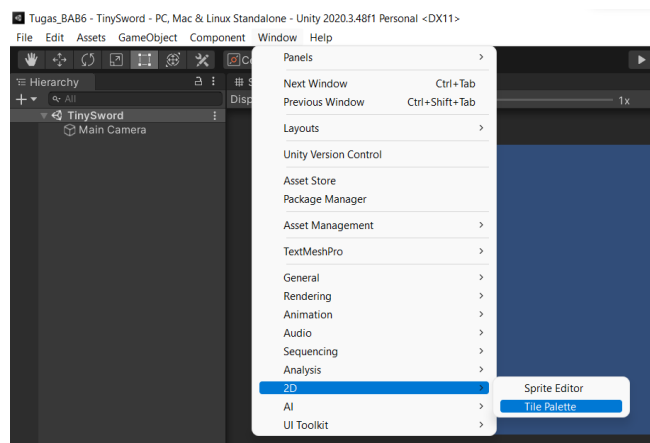 Tugas_BAB6 - TinySword - PC, Mac & Linux Standalone - Unity 2020.3.48f1 Personal <DX11>
File Edit Assets GameObject Component Window Help
Hierarchy
All
Disp
1x
TinySword
Main Camera
Panels
Next Window Ctrl+Tab
Previous Window Ctrl+Shift+Tab
Layouts
Unity Version Control
Asset Store
Package Manager
Asset Management
TextMeshPro
General
Rendering
Animation
Audio
Sequencing
Analysis
2D
AI
UI Toolkit
Sprite Editor
Tile Palette